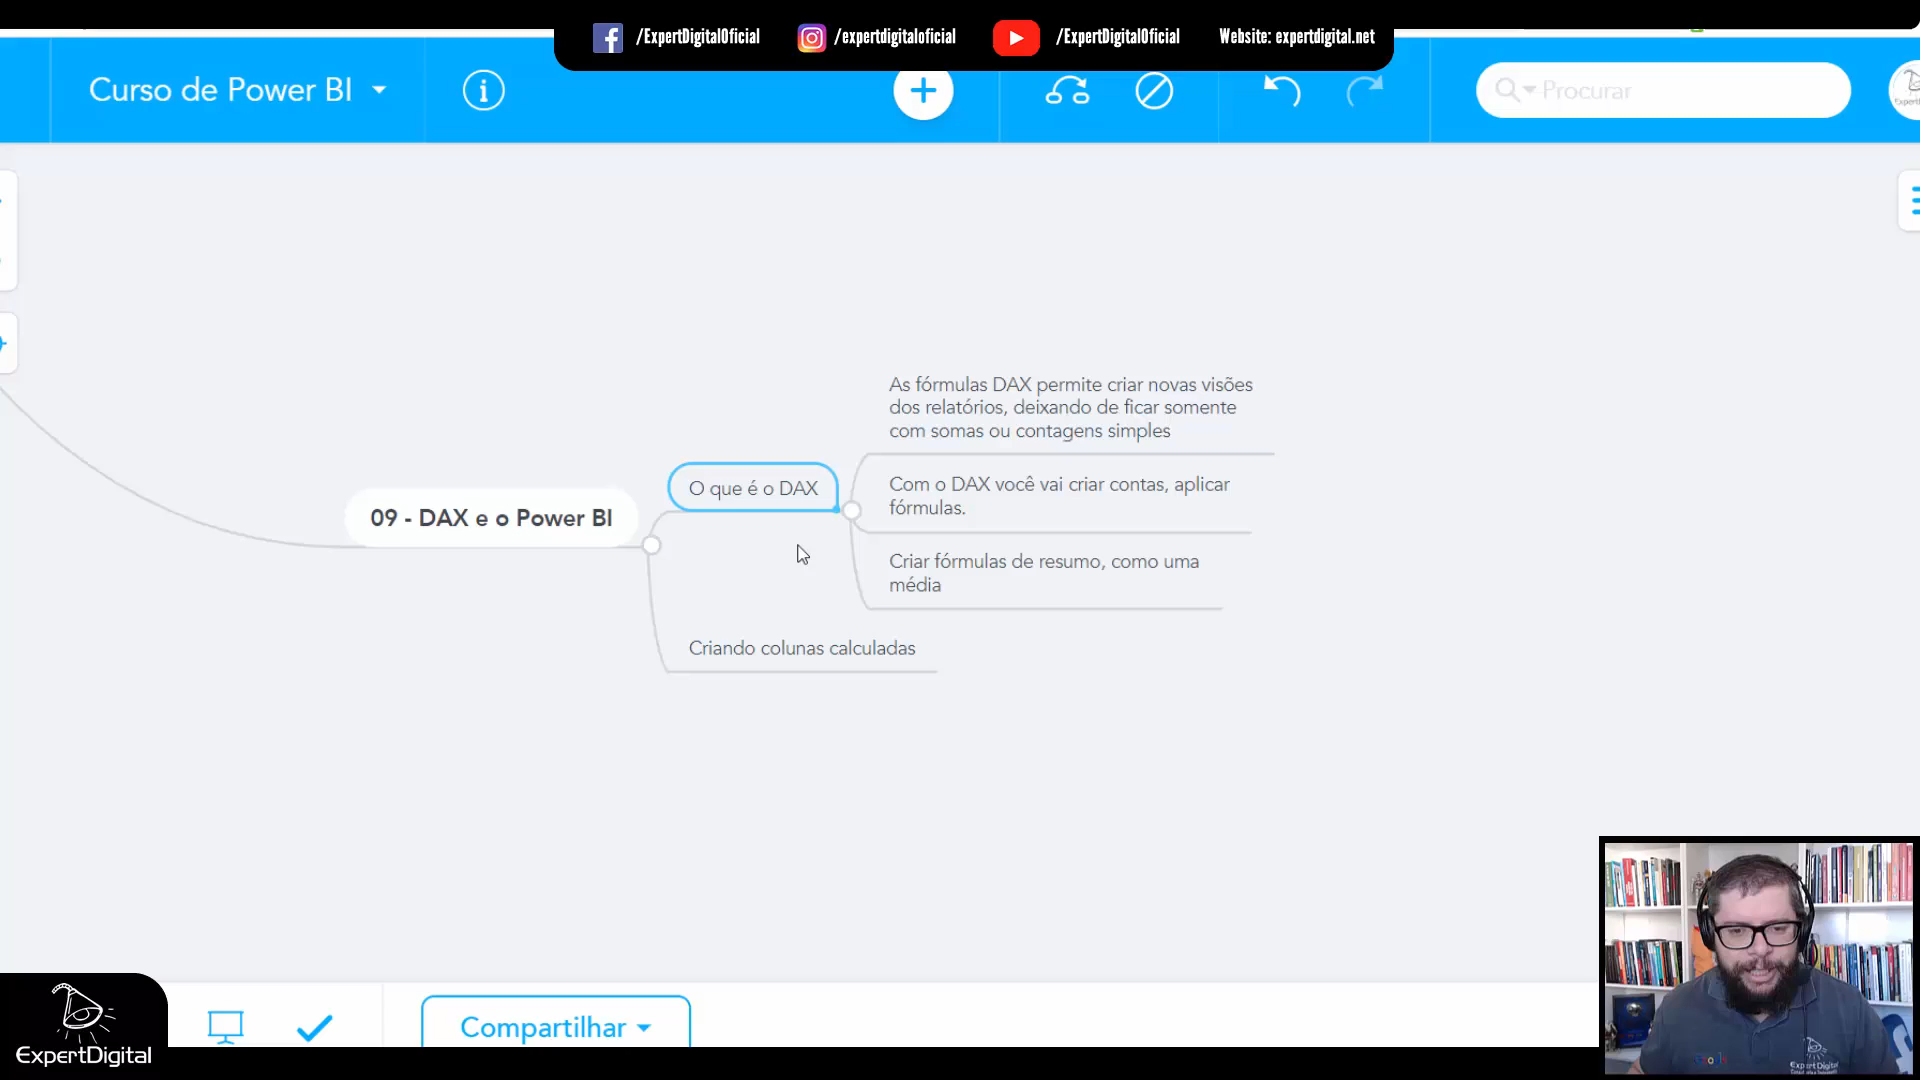 /ExpertDigitalOficial
/expertdigitaloficial
/ExpertDigitalOficial
Website: expertdigital.net
Curso de Power BI
Procurar
As fórmulas DAX permite criar novas visões
dos relatórios, deixando de ficar somente
com somas ou contagens simples
O que é o DAX
Com o DAX você vai criar contas, aplicar
fórmulas.
09 - DAX e o Power BI
Criar fórmulas de resumo, como uma
média
Criando colunas calculadas
Compartilhar
ExpertDigital
ExpertDigital